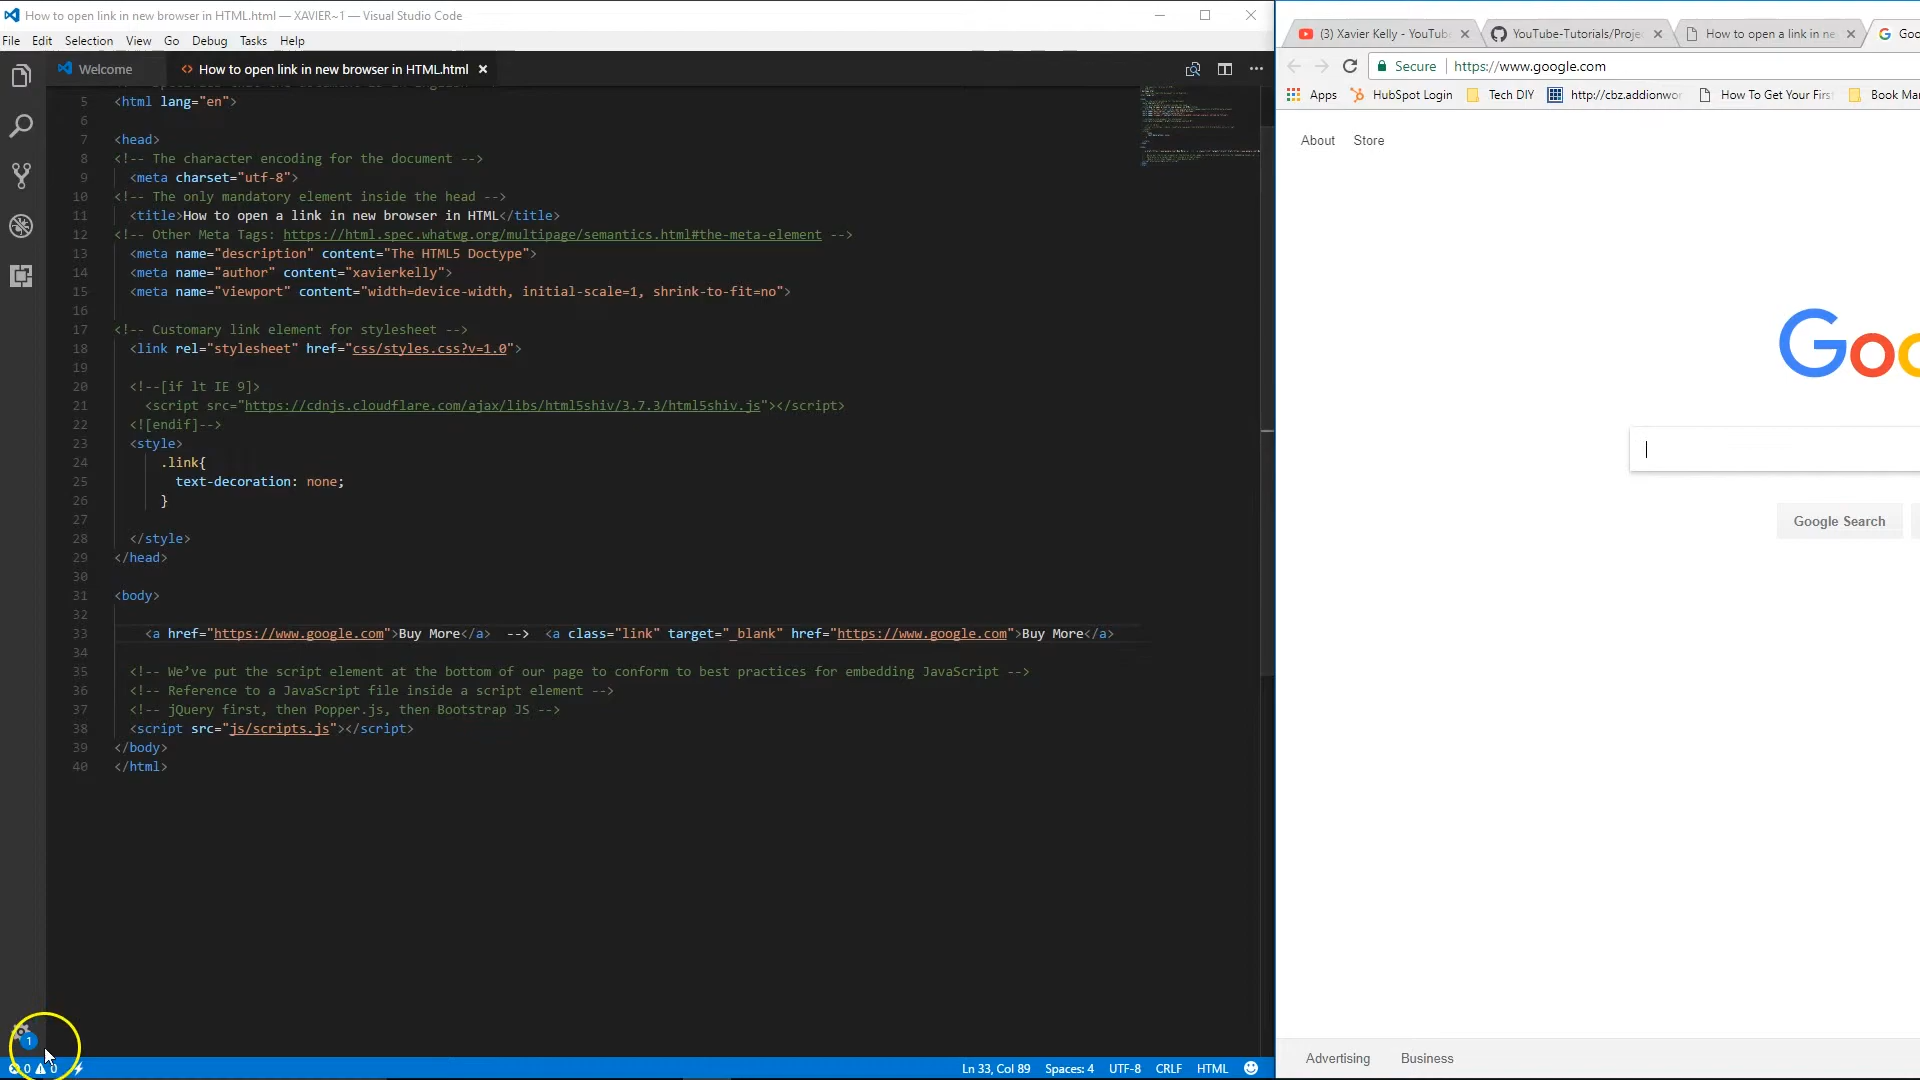 How to open link in new browser in HTML.html — XAVIER~1 — Visual Studio Code
File Edit Selection View Go Debug Tasks Help
Welcome
How to open link in new browser in HTML.html
5 <html lang="en">
6
7 <head>
8 <!-- The character encoding for the document -->
9 <meta charset="utf-8">
10 <!-- The only mandatory element inside the head -->
11 <title>How to open a link in new browser in HTML</title>
12 <!-- Other Meta Tags: https://html.spec.whatwg.org/multipage/semantics.html#the-meta-element -->
13 <meta name="description" content="The HTML5 Doctype">
14 <meta name="author" content="xavierkelly">
15 <meta name="viewport" content="width=device-width, initial-scale=1, shrink-to-fit=no">
16
17 <!-- Customary link element for stylesheet -->
18 <link rel="stylesheet" href="css/styles.css?v=1.0">
19
20 <!--[if lt IE 9]>
21 <script src="https://cdnjs.cloudflare.com/ajax/libs/html5shiv/3.7.3/html5shiv.js"></script>
22 <![endif]-->
23 <style>
24 .link{
25 text-decoration: none;
26 }
27
28 </style>
29 </head>
30
31 <body>
32
33 <a href="https://www.google.com">Buy More</a> --> <a class="link" target="_blank" href="https://www.google.com">Buy More</a>
34
35 <!-- We’ve put the script element at the bottom of our page to conform to best practices for embedding JavaScript -->
36 <!-- Reference to a JavaScript file inside a script element -->
37 <!-- jQuery first, then Popper.js, then Bootstrap JS -->
38 <script src="js/scripts.js"></script>
39 </body>
40 </html>
1
0 0
Ln 33, Col 89 Spaces: 4 UTF-8 CRLF HTML
(3) Xavier Kelly - YouTub
YouTube-Tutorials/Proje
How to open a link in ne
Goo
Secure https://www.google.com
Apps HubSpot Login Tech DIY http://cbz.addionwor How To Get Your Firs Book Mar
About Store
Goo
Google Search
Advertising Business